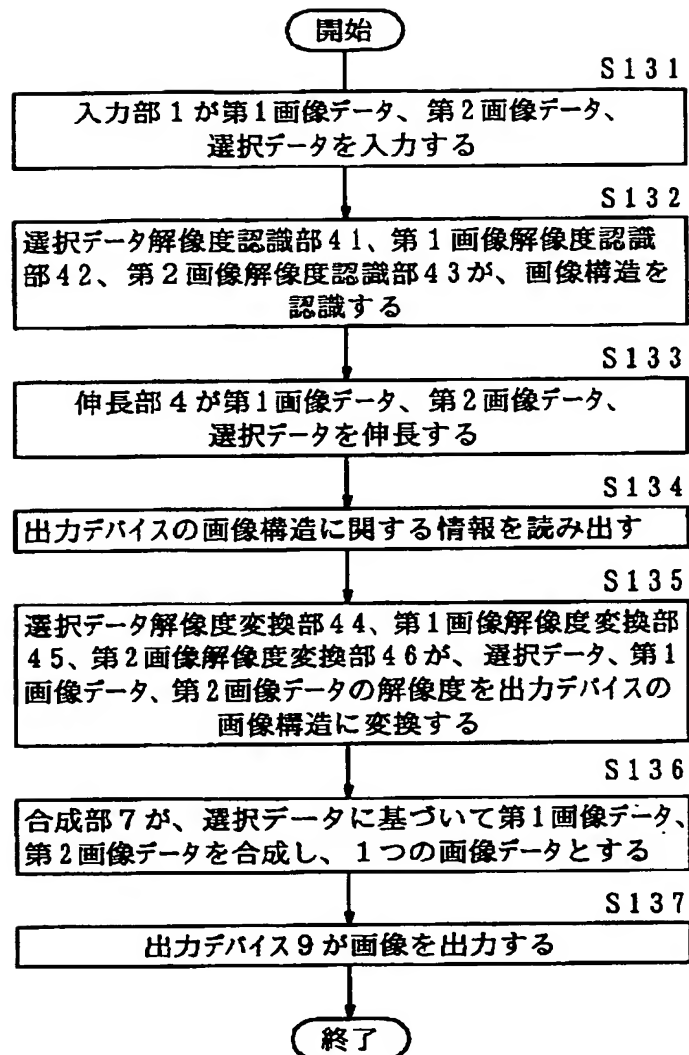 開始
S131
入力部1が第1画像データ、第2画像データ、
選択データを入力する
S132
選択データ解像度認識部41、第1画像解像度認識
部42、第2画像解像度認識部43が、画像構造を
認識する
S133
伸長部4が第1画像データ、第2画像データ、
選択データを伸長する
S134
出力デバイスの画像構造に関する情報を読み出す
S135
選択データ解像度変換部44、第1画像解像度変換部
45、第2画像解像度変換部46が、選択データ、第1
画像データ、第2画像データの解像度を出力デバイスの
画像構造に変換する
S136
合成部7が、選択データに基づいて第1画像データ、
第2画像データを合成し、1つの画像データとする
S137
出力デバイス9が画像を出力する
終了